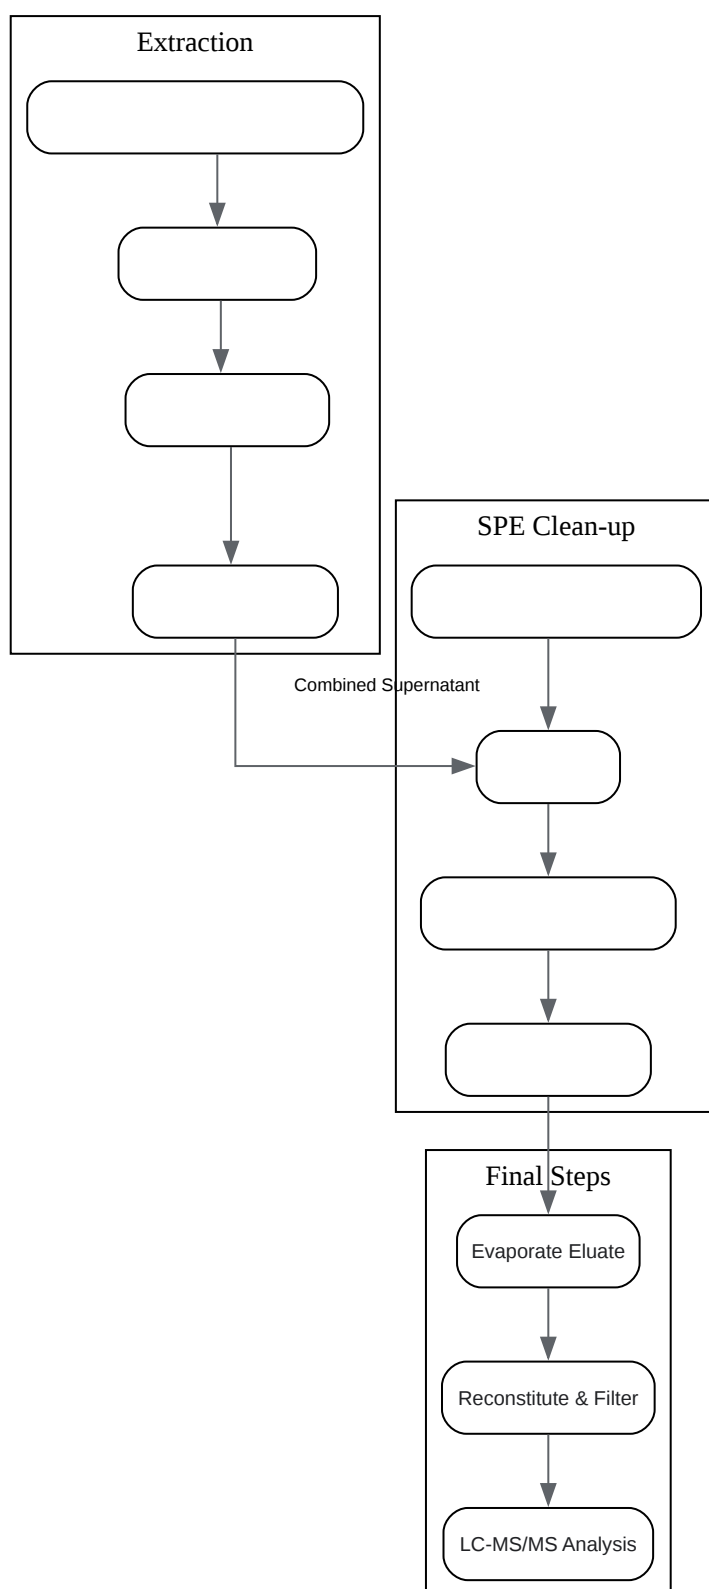 Extraction
SPE Clean-up
Combined Supernatant
Final Steps
Evaporate Eluate
Reconstitute & Filter
LC-MS/MS Analysis